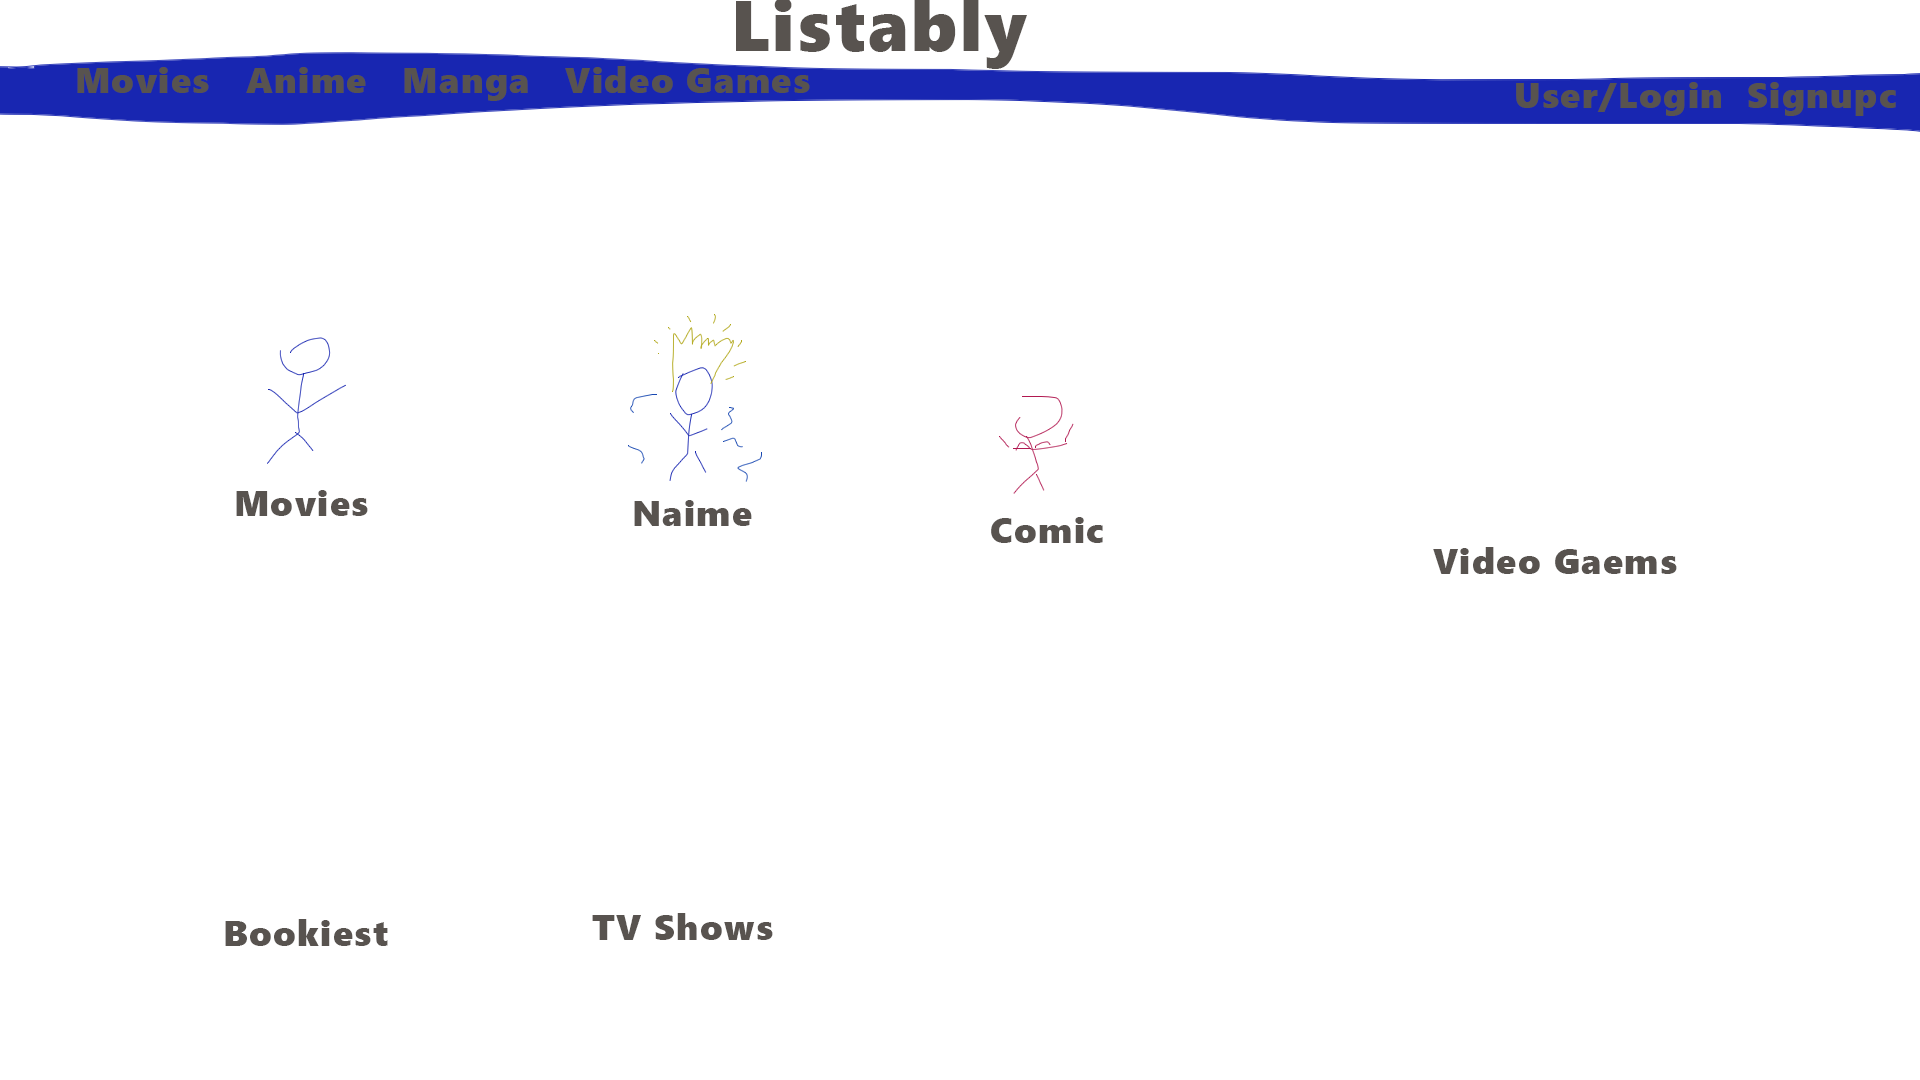 Listably
Movies Anime Manga Video Games User/Login Signupc
Movies Naime Comic Video Gaems
Bookiest TV Shows